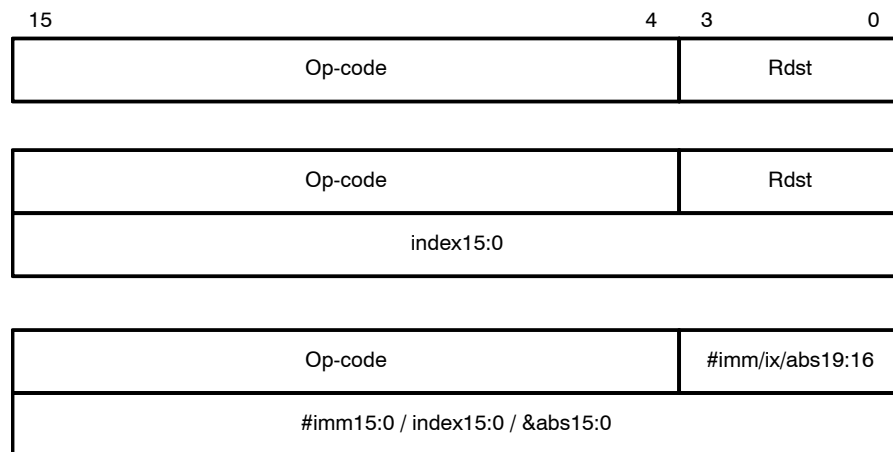 15 4 3 0
Op-code Rdst
Op-code Rdst
index15:0
Op-code #imm/ix/abs19:16
#imm15:0 / index15:0 / &abs15:0